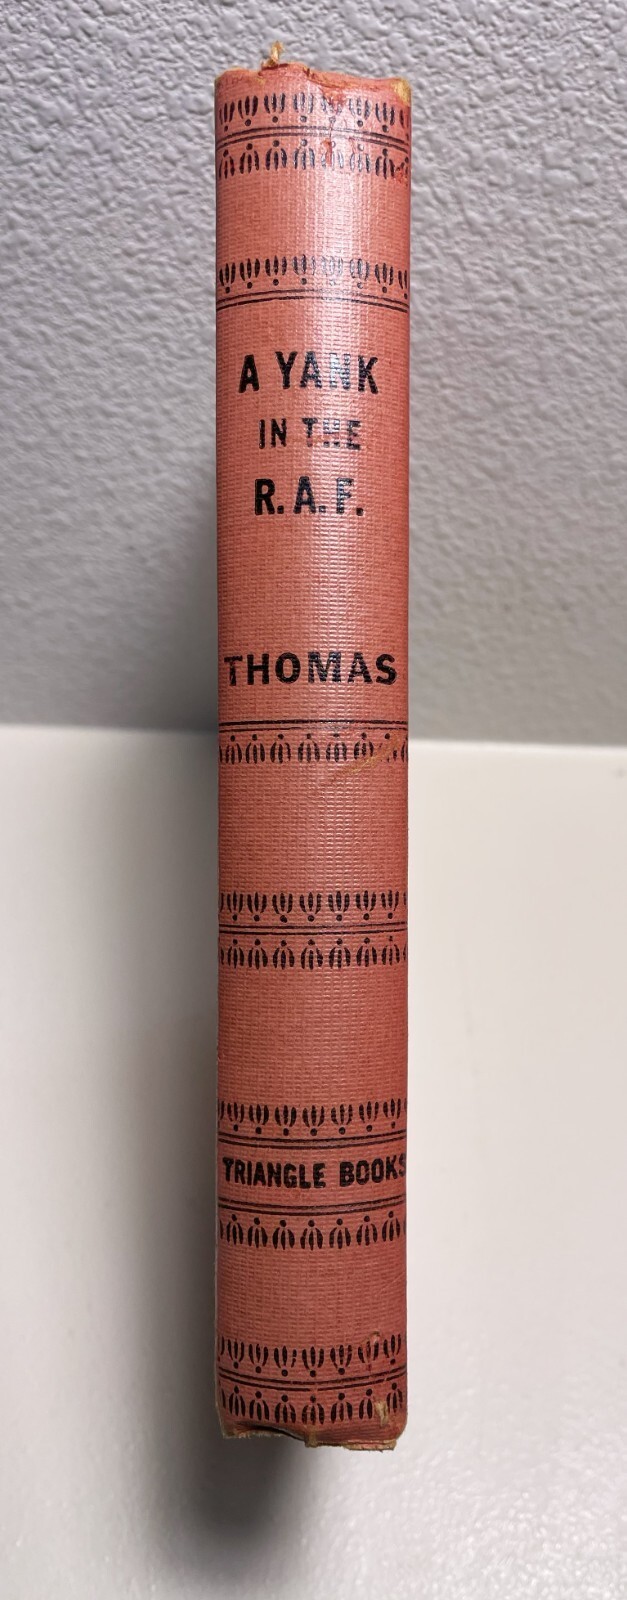 A YANK
IN THE
R.A.F.
THOMAS
TRIANGLE BOOKS